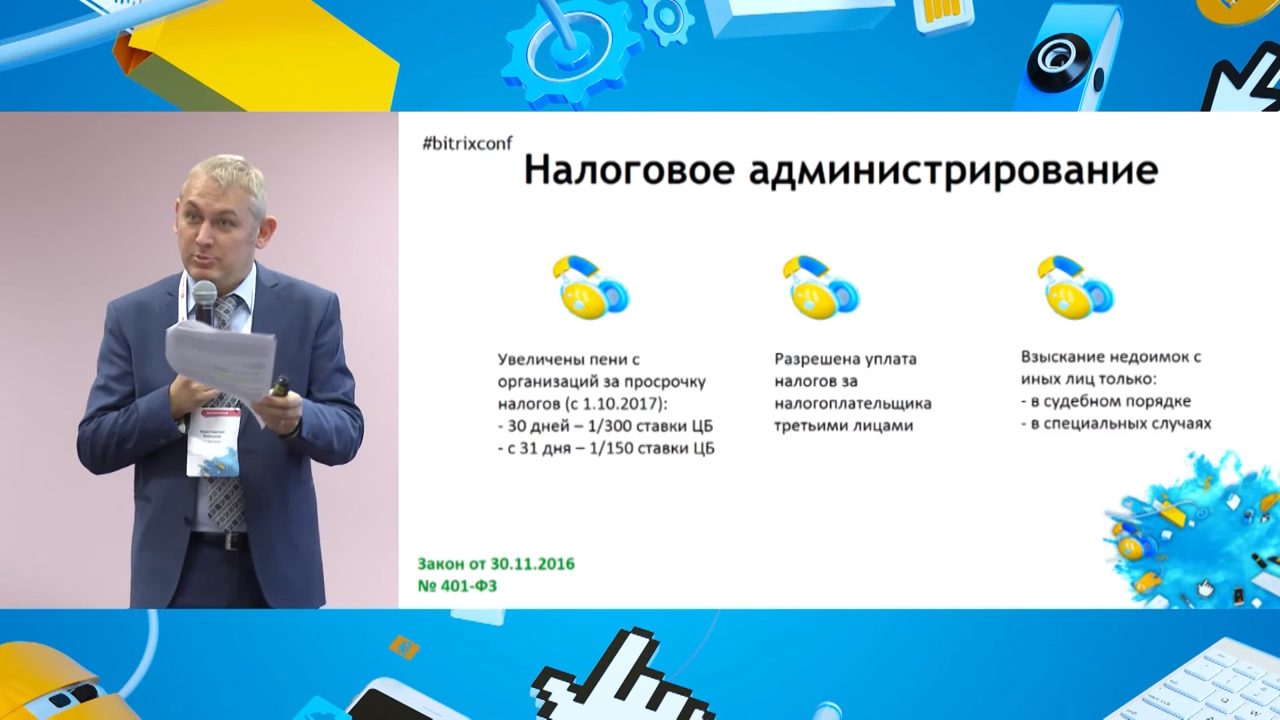 #bitrixconf
Налоговое администрирование
Увеличены пени с
организаций за просрочку
налогов (с 1.10.2017):
- 30 дней – 1/300 ставки ЦБ
- с 31 дня – 1/150 ставки ЦБ
Разрешена уплата
налогов за
налогоплательщика
третьими лицами
Взыскание недоимок с
иных лиц только:
- в судебном порядке
- в специальных случаях
Закон от 30.11.2016
№ 401-ФЗ